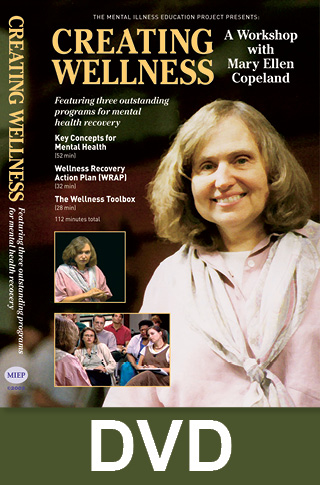 THE MENTAL ILLNESS EDUCATION PROJECT PRESENTS:
CREATING
WELLNESS
A Workshop
with
Mary Ellen
Copeland
Featuring three outstanding
programs for mental
health recovery
Key Concepts for
Mental Health
(52 min)
Wellness Recovery
Action Plan (WRAP)
(32 min)
The Wellness Toolbox
(28 min)
112 minutes total
CREATING WELLNESS
Featuring three outstanding programs
for mental health recovery
MIEP
DVD